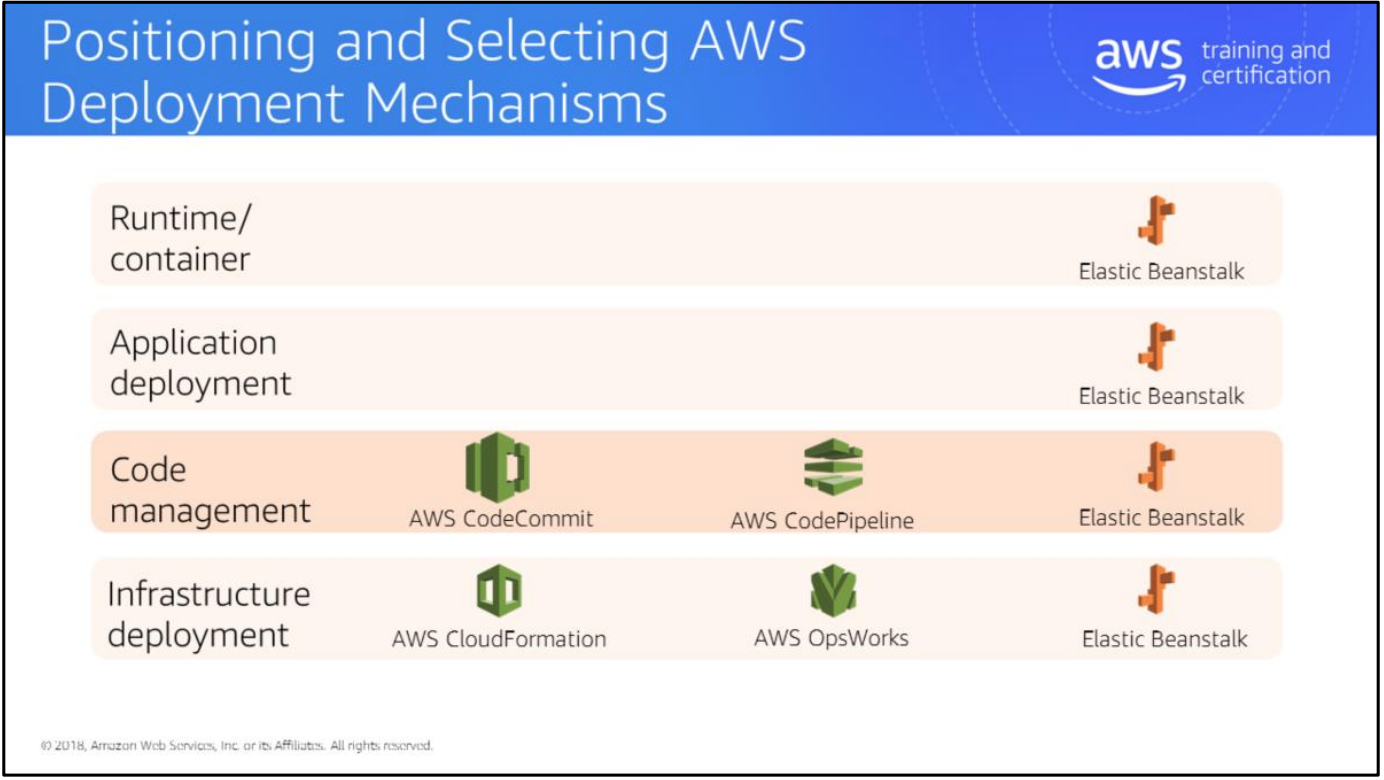 Positioning and Selecting AWS
Deployment Mechanisms
aws training and
certification
Runtime/
container
Elastic Beanstalk
Application
deployment
Elastic Beanstalk
Code
management
AWS CodeCommit
AWS CodePipeline
Elastic Beanstalk
Infrastructure
deployment
AWS CloudFormation
AWS OpsWorks
Elastic Beanstalk
© 2018, Amazon Web Services, Inc. or its Affiliates. All rights reserved.